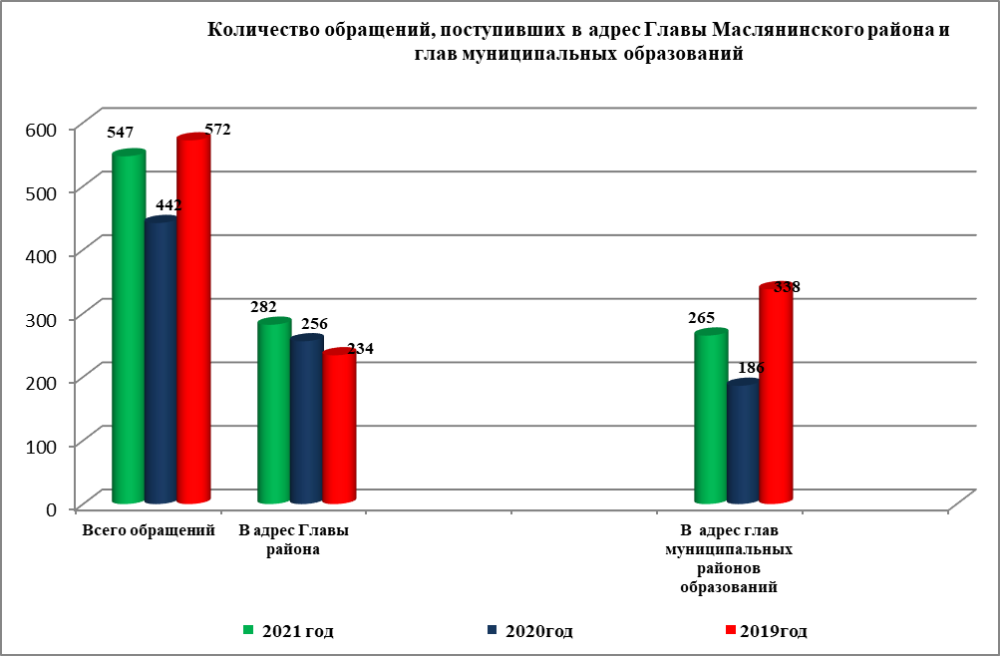 Количество обращений, поступивших в адрес Главы Маслянинского района и
глав муниципальных образований
600
500
400
300
200
100
0
547
442
572
282
256
234
265
186
338
Всего обращений
В адрес Главы
района
В  адрес глав
муниципальных
районов
образований
2021 год
2020год
2019год